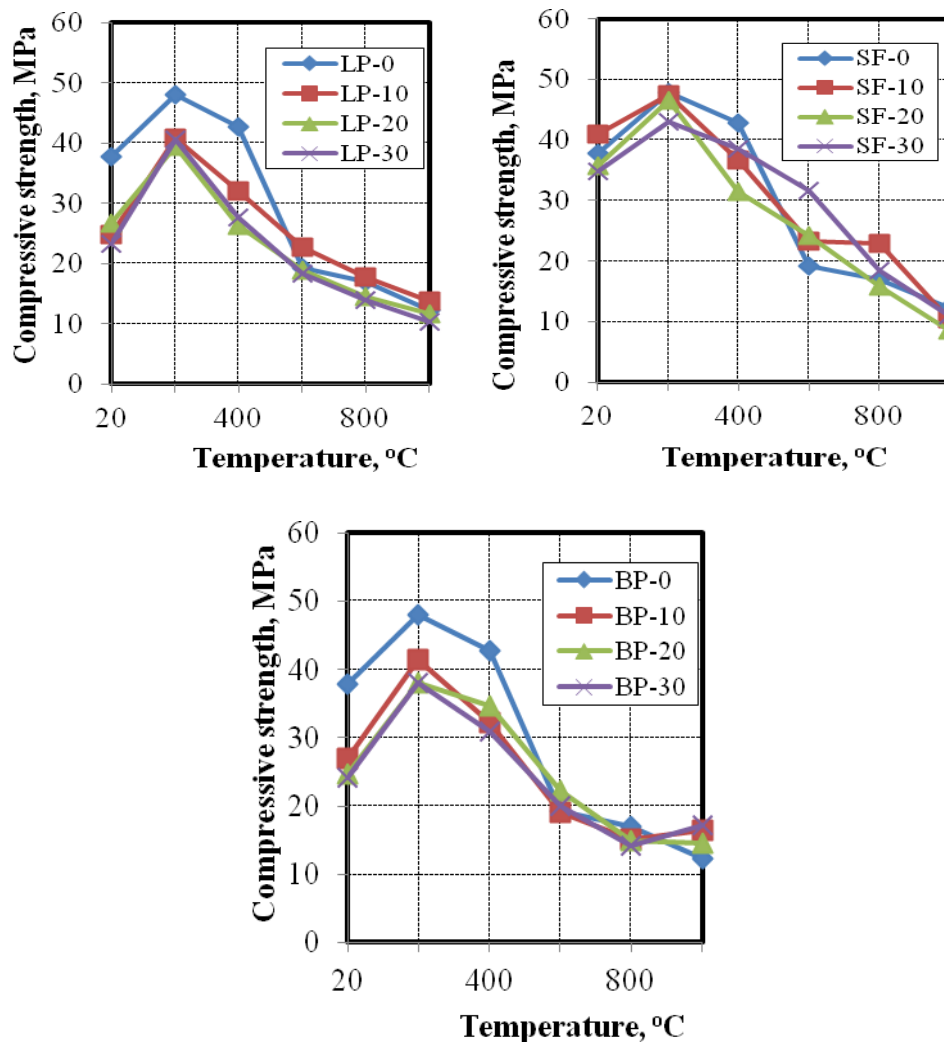 60
50
40
30
20
10
0
Compressive strength, MPa
LP-0
LP-10
LP-20
LP-30
20 400 800
Temperature, ᵒC
60
50
40
30
20
10
0
Compressive strength, MPa
SF-0
SF-10
SF-20
SF-30
20 400 800
Temperature, ᵒC
60
50
40
30
20
10
0
Compressive strength, MPa
BP-0
BP-10
BP-20
BP-30
20 400 800
Temperature, ᵒC